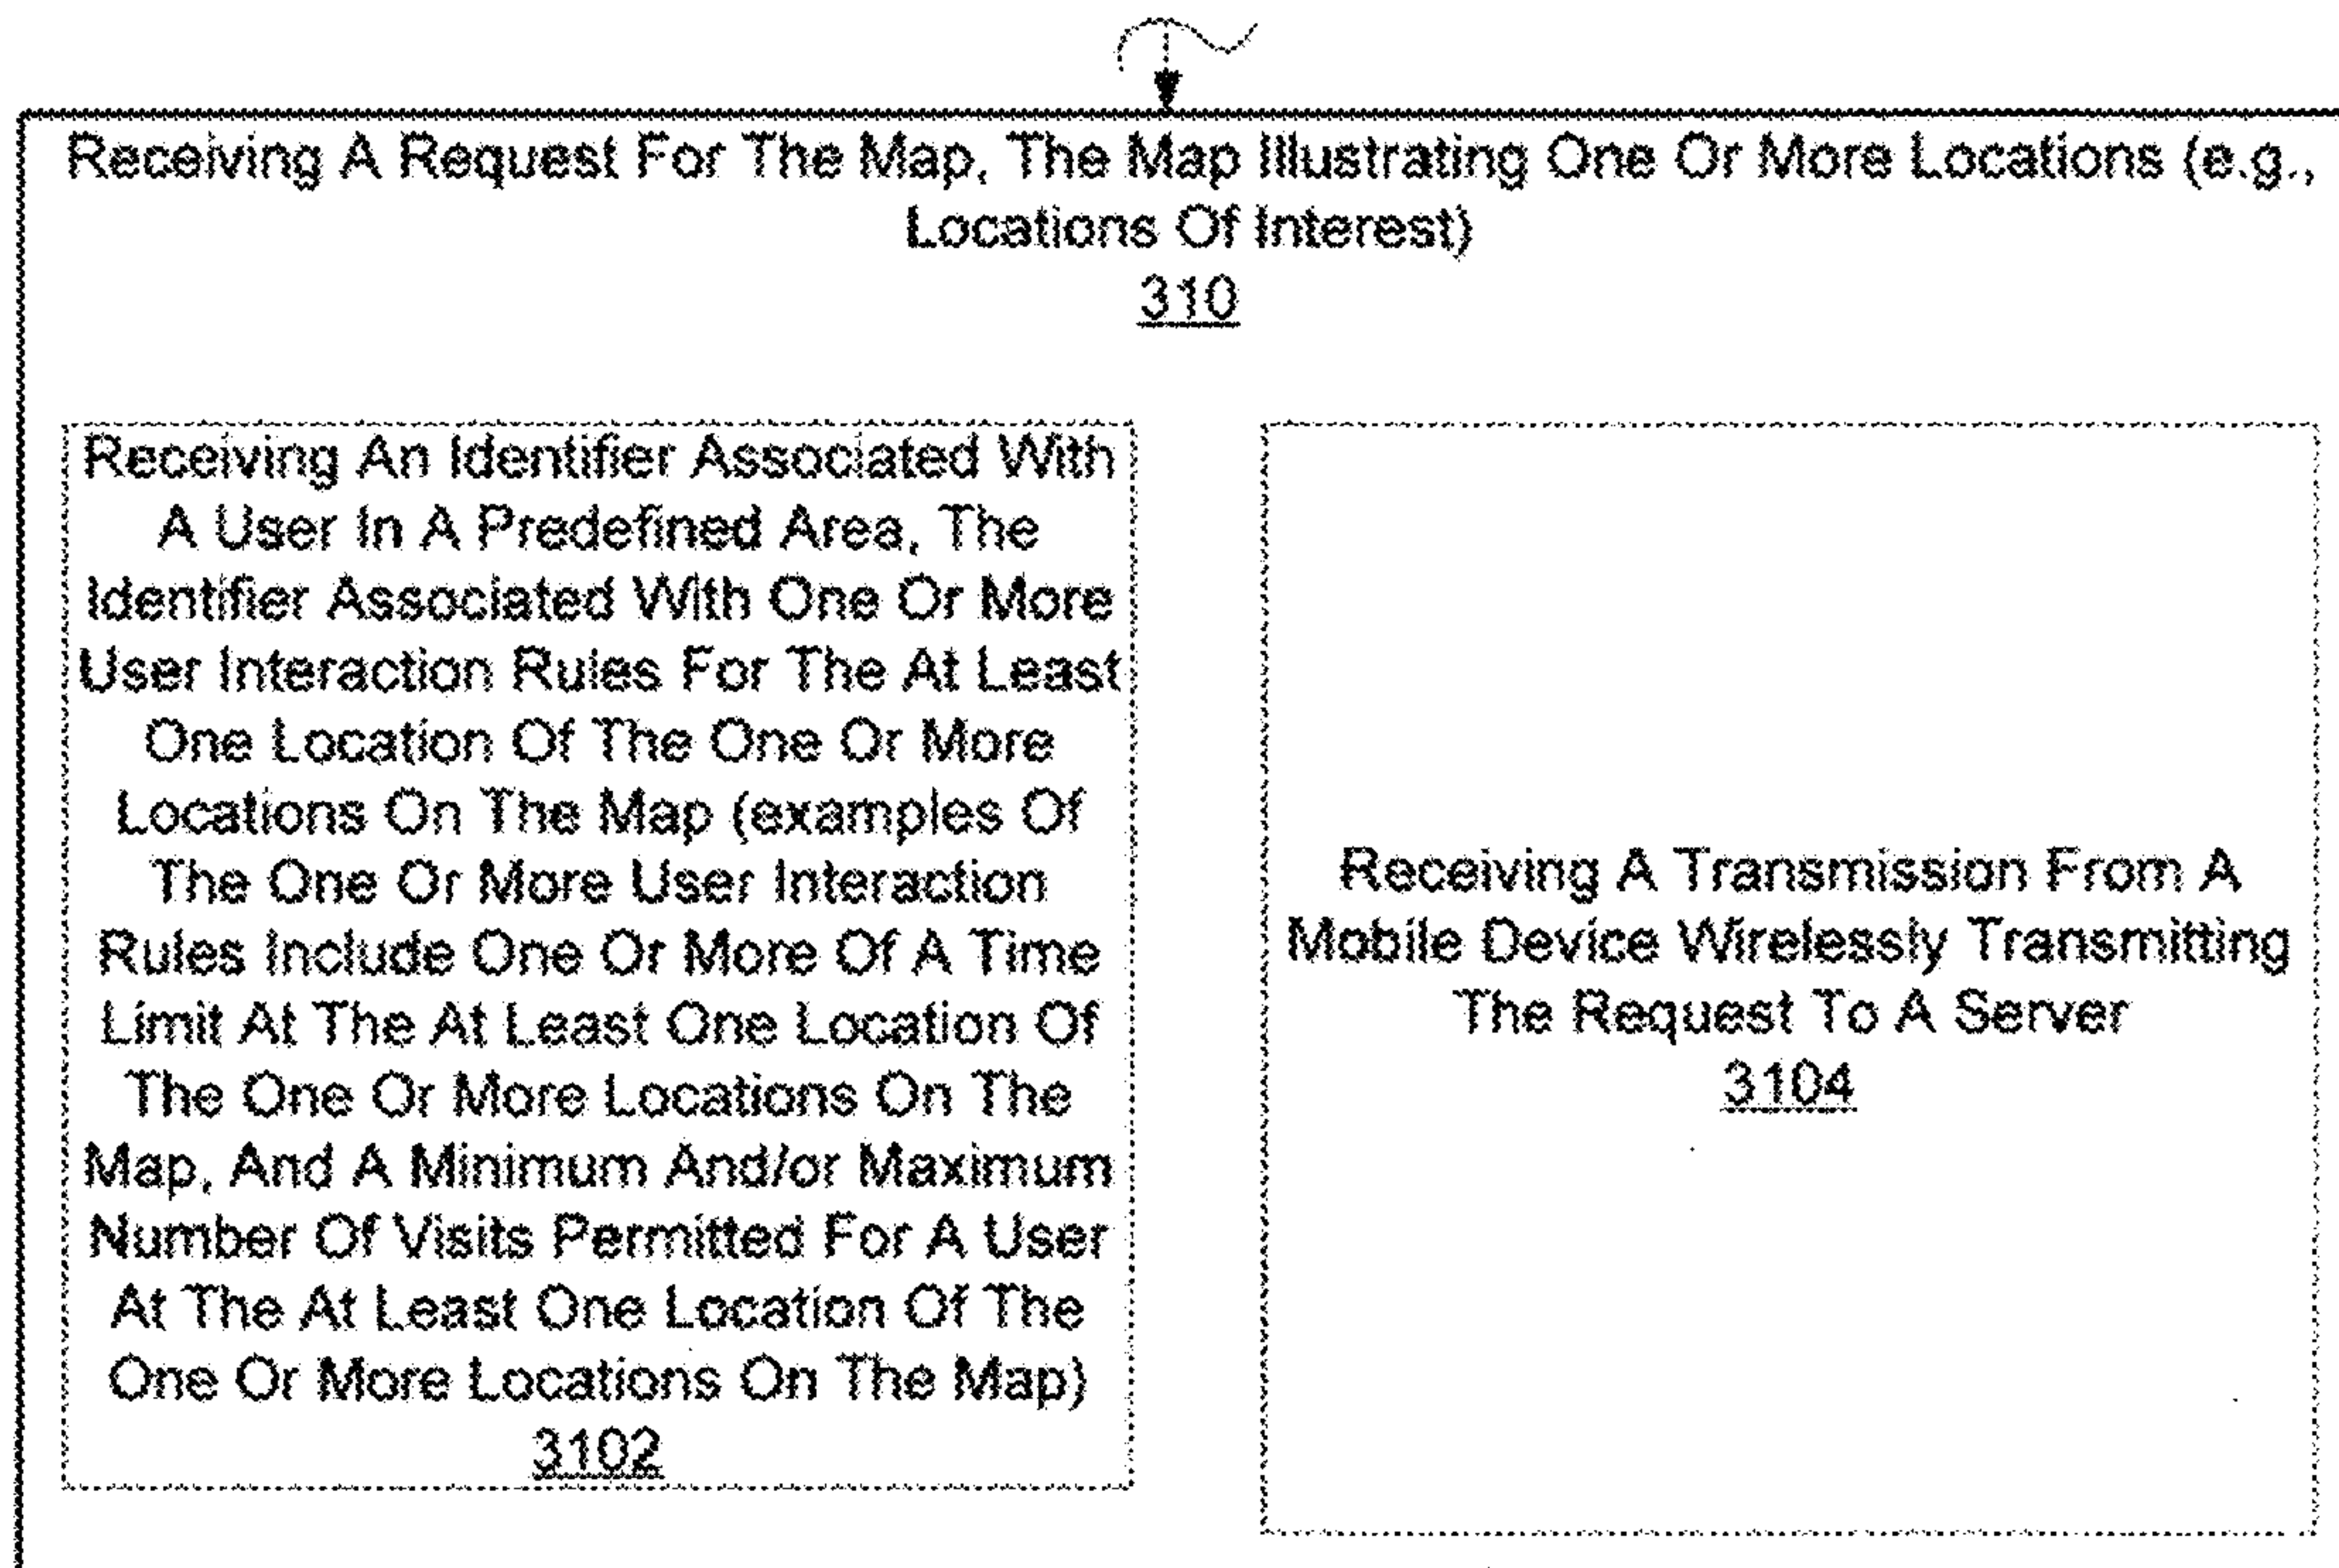 Receiving A Request For The Map, The Map Illustrating One Or More Locations (e.g.,
Locations Of Interest)
310
Receiving An Identifier Associated With
A User In A Predefined Area, The
Identifier Associated With One Or More
User Interaction Rules For The At Least
One Location Of The One Or More
Locations On The Map (examples Of
The One Or More User Interaction
Rules Include One Or More Of A Time
Limit At The At Least One Location Of
The One Or More Locations On The
Map, And A Minimum And/or Maximum
Number Of Visits Permitted For A User
At The At Least One Location Of The
One Or More Locations On The Map)
3102
Receiving A Transmission From A
Mobile Device Wirelessly Transmitting
The Request To A Server
3104